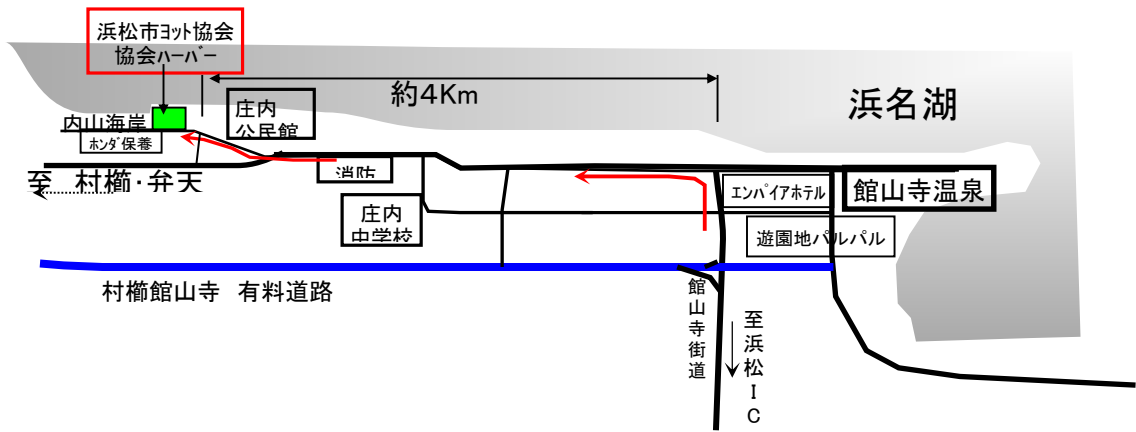 浜松市ﾖｯﾄ協会
協会ﾊｰﾊﾞｰ
約4Km
浜名湖
庄内
公民館
内山海岸
ﾎﾝﾀﾞ保養
消防
至 村櫛・弁天
庄内
中学校
ｴﾝﾊﾟｲｱﾎﾃﾙ
館山寺温泉
遊園地パルパル
村櫛館山寺 有料道路
館山寺街道
至浜松IC